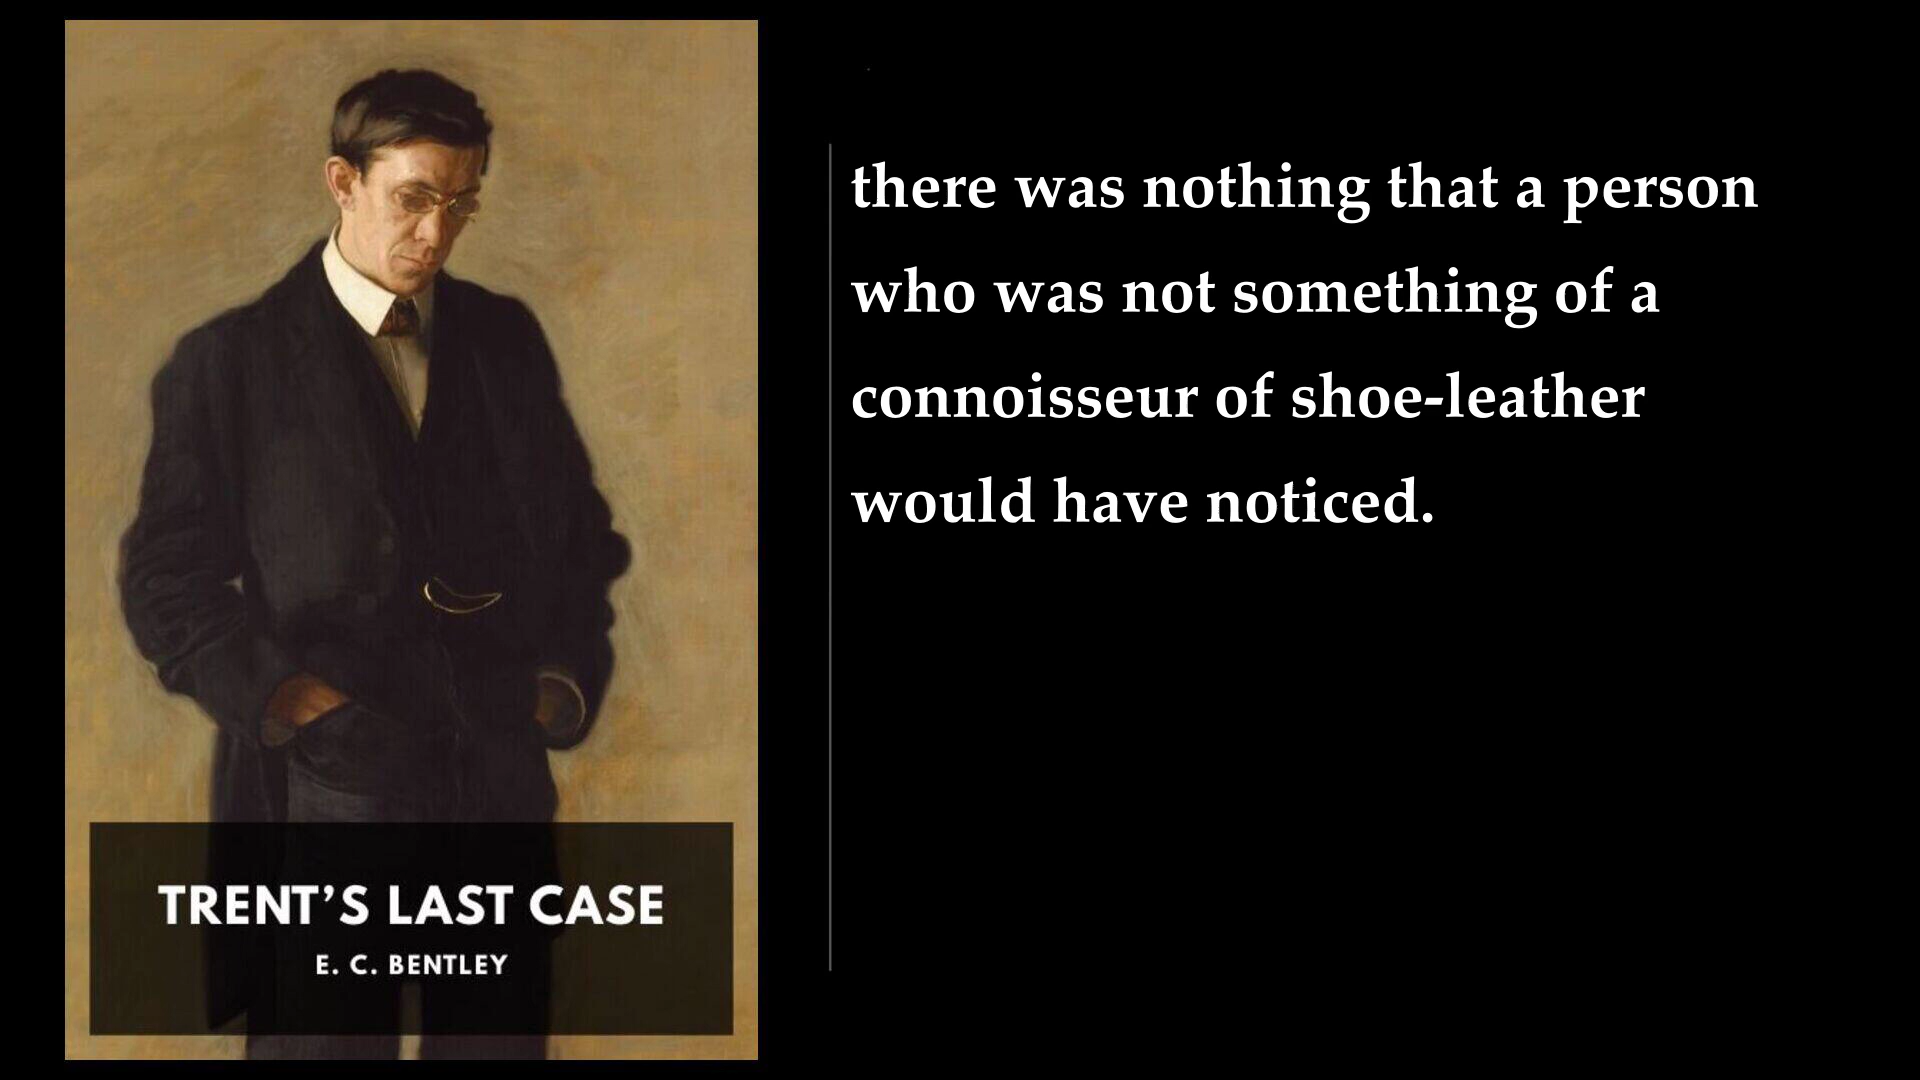 there was nothing that a person
who was not something of a
connoisseur of shoe-leather
would have noticed.
TRENT’S LAST CASE
E. C. BENTLEY